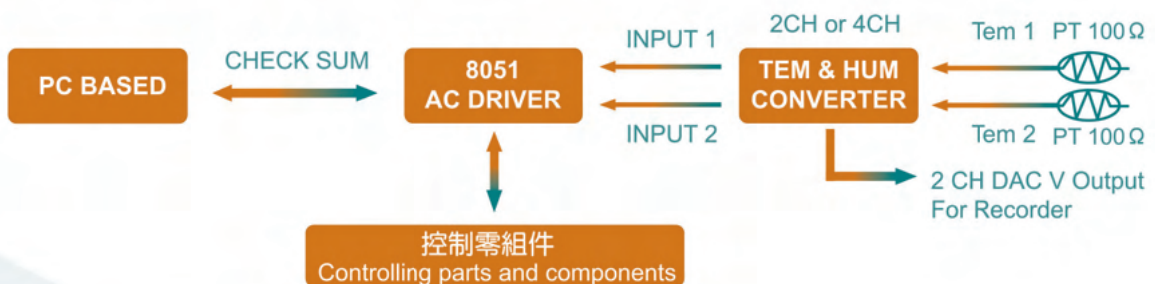 PC BASED
CHECK SUM
8051
AC DRIVER
INPUT 1
INPUT 2
2CH or 4CH
TEM & HUM
CONVERTER
Tem 1 PT 100Ω
Tem 2 PT 100Ω
2 CH DAC V Output
For Recorder
控制零組件
Controlling parts and components